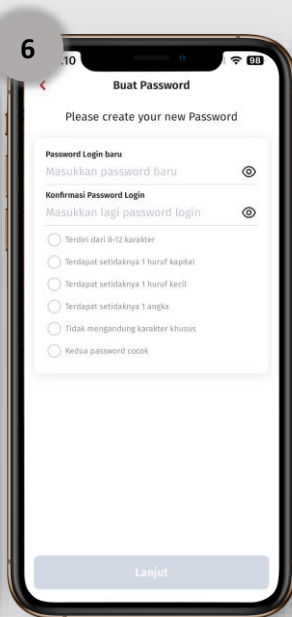 6
10
98
Buat Password
Please create your new Password
Password Login baru
Masukkan password baru
Konfirmasi Password Login
Masukkan lagi password login
Terdiri dari 8-12 karakter
Terdapat setidaknya 1 huruf kapital
Terdapat setidaknya 1 huruf kecil
Terdapat setidaknya 1 angka
Tidak mengandung karakter khusus
Kedua password cocok
Lanjut